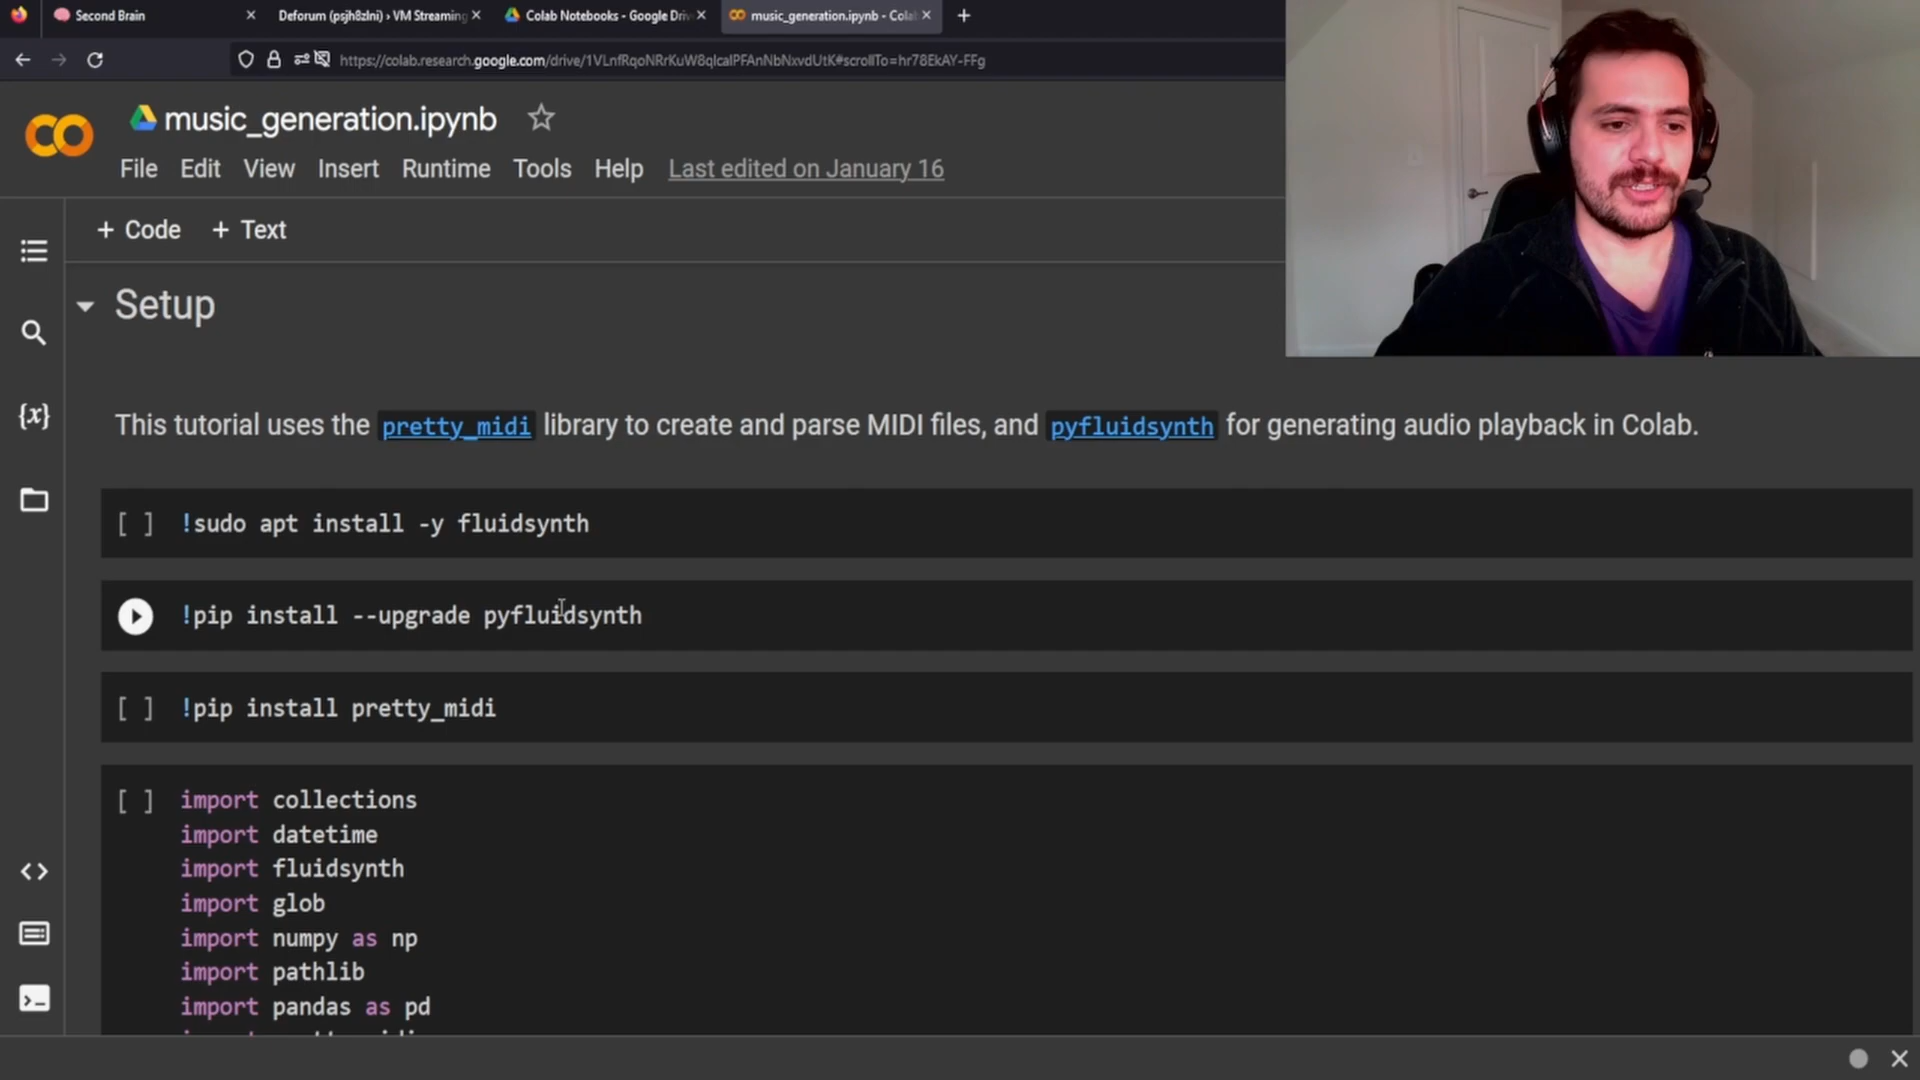 Second Brain
Deforum (psjh8zlni) › VM Streaming
Colab Notebooks - Google Driv
music_generation.ipynb - Cola
https://colab.research.google.com/drive/1VLnfRqoNRrKuW8qlcalPFAnNbNxvdUtK#scrollTo=hr78EkAY-FFg
music_generation.ipynb
File Edit View Insert Runtime Tools Help Last edited on January 16
+ Code + Text
Setup
This tutorial uses the pretty_midi library to create and parse MIDI files, and pyfluidsynth for generating audio playback in Colab.
[ ] !sudo apt install -y fluidsynth
!pip install --upgrade pyfluidsynth
[ ] !pip install pretty_midi
[ ] import collections
import datetime
import fluidsynth
import glob
import numpy as np
import pathlib
import pandas as pd